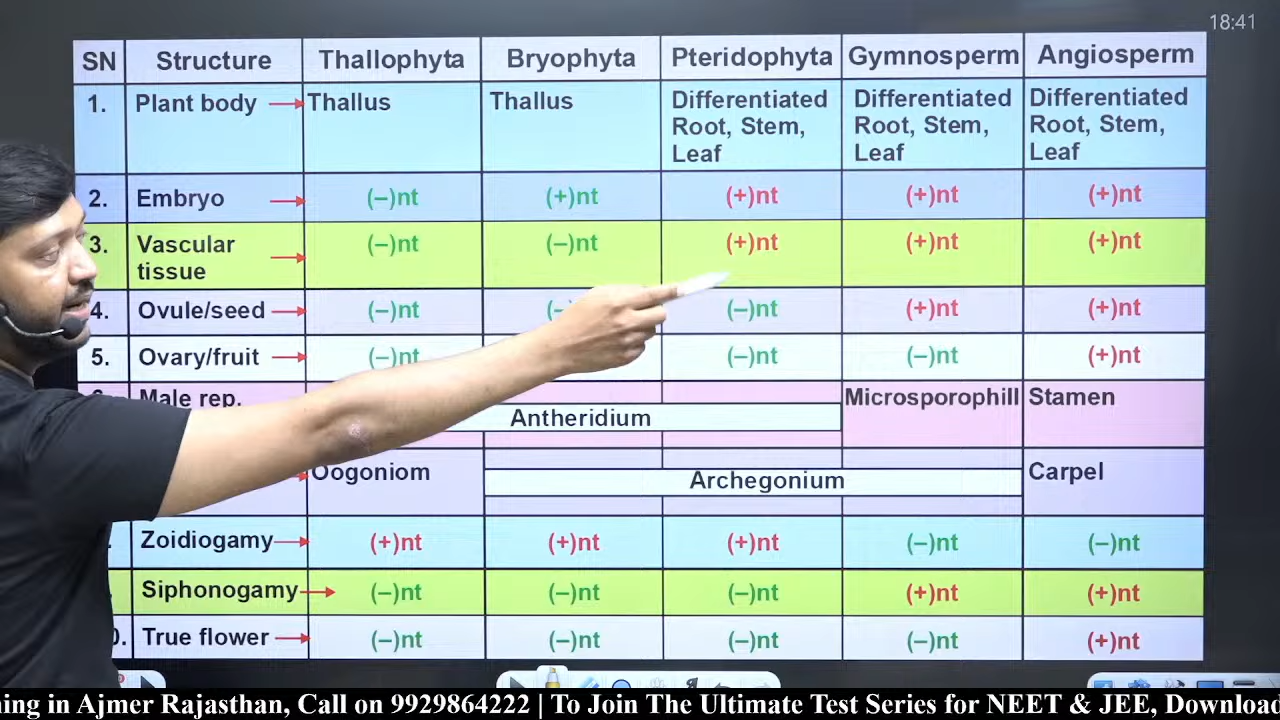 18:41
SN Structure Thallophyta Bryophyta Pteridophyta Gymnosperm Angiosperm
1. Plant body Thallus Thallus Differentiated Root, Stem, Leaf Differentiated Root, Stem, Leaf Differentiated Root, Stem, Leaf
2. Embryo (–)nt (+)nt (+)nt (+)nt (+)nt
3. Vascular tissue (–)nt (–)nt (+)nt (+)nt (+)nt
4. Ovule/seed (–)nt (–)nt (+)nt (+)nt
5. Ovary/fruit (–)nt (–)nt (–)nt (+)nt
Male rep. Antheridium Microsporophill Stamen
Oogoniom Archegonium Carpel
Zoidiogamy (+)nt (+)nt (+)nt (–)nt (–)nt
Siphonogamy (–)nt (–)nt (–)nt (+)nt (+)nt
True flower (–)nt (–)nt (–)nt (–)nt (+)nt
in Ajmer Rajasthan, Call on 9929864222 | To Join The Ultimate Test Series for NEET & JEE, Download